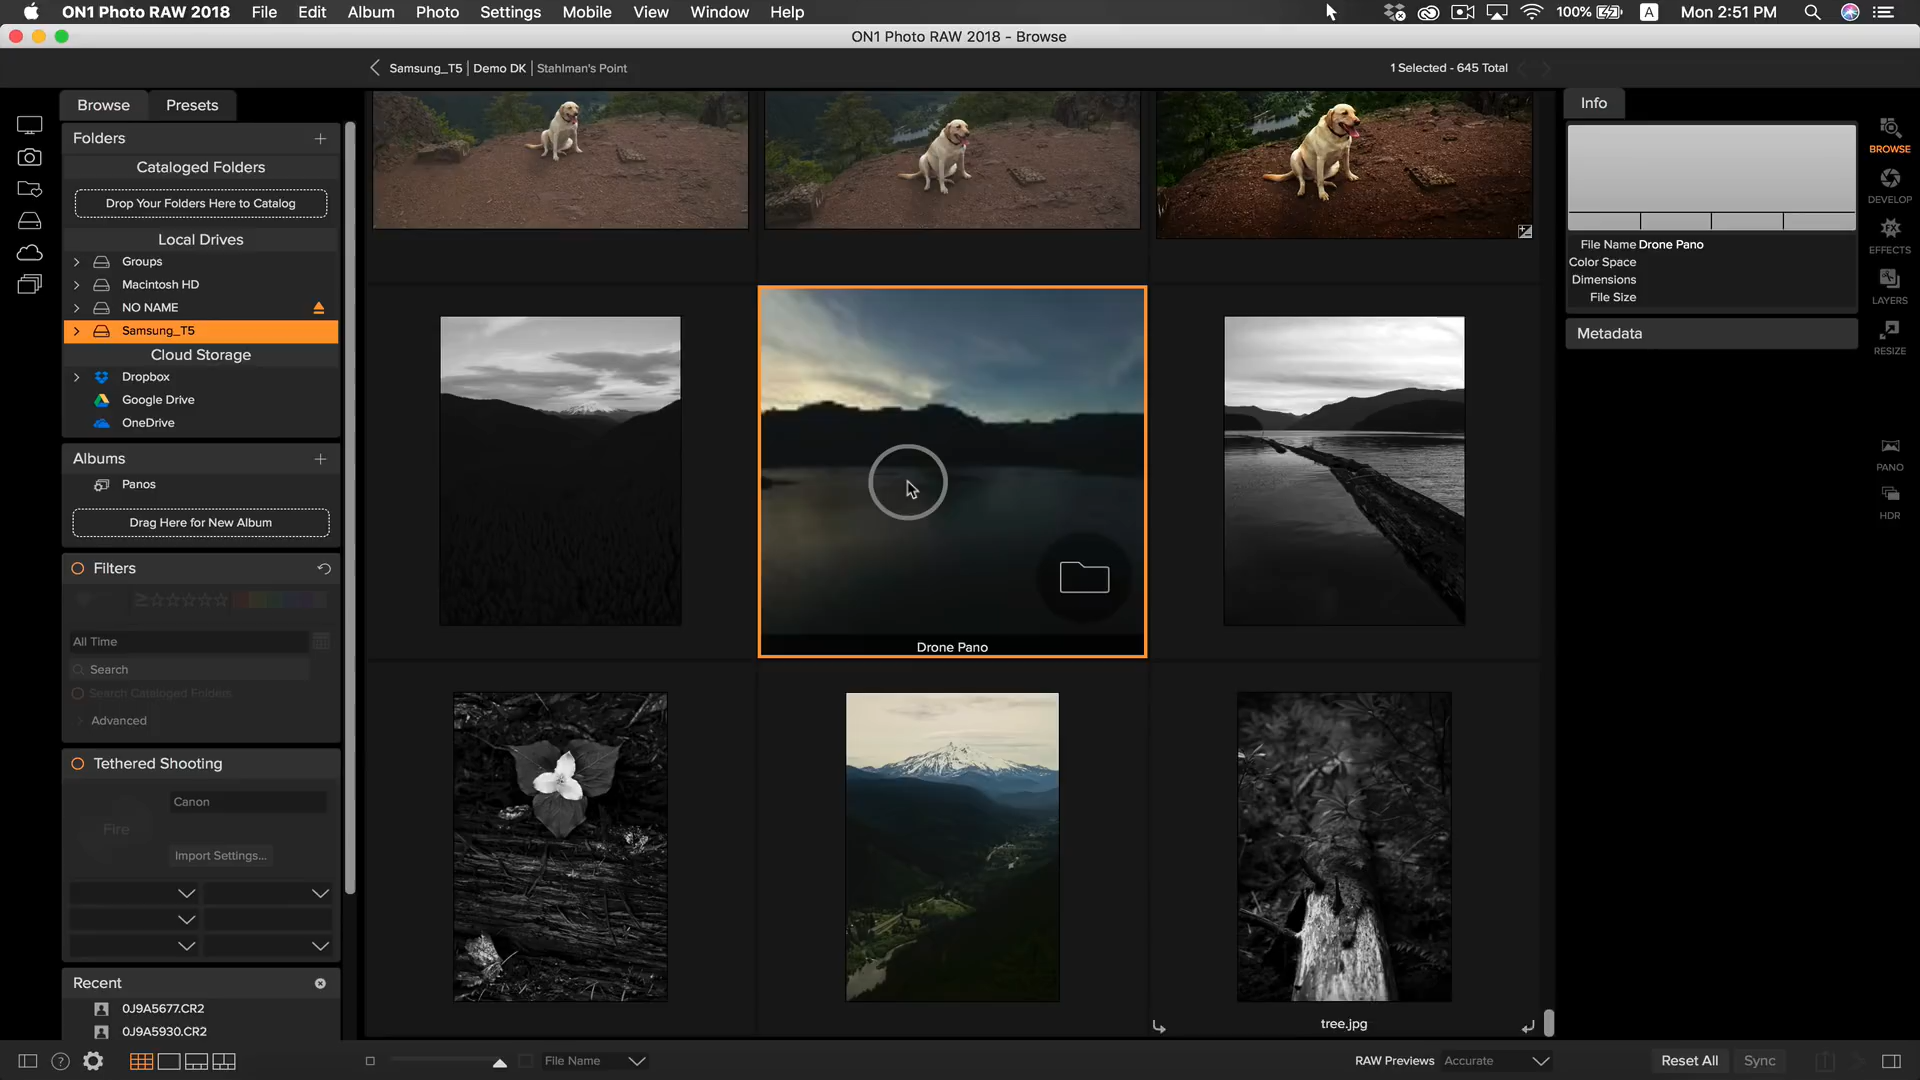 ON1 Photo RAW 2018 File Edit Album Photo Settings Mobile View Window Help 100% A Mon 2:51 PM
ON1 Photo RAW 2018 - Browse
Samsung_T5 | Demo DK | Stahlman's Point
1 Selected - 645 Total
Browse Presets
Folders
Cataloged Folders
Drop Your Folders Here to Catalog
Local Drives
Groups
Macintosh HD
NO NAME
Samsung_T5
Cloud Storage
Dropbox
Google Drive
OneDrive
Albums
Panos
Drag Here for New Album
Filters
All Time
Search
Search Cataloged Folders
Advanced
Tethered Shooting
Canon
Fire
Import Settings...
Recent
0J9A5677.CR2
0J9A5930.CR2
Drone Pano
tree.jpg
Info
File Name Drone Pano
Color Space
Dimensions
File Size
Metadata
BROWSE
DEVELOP
EFFECTS
LAYERS
RESIZE
PANO
HDR
File Name
RAW Previews Accurate
Reset All Sync